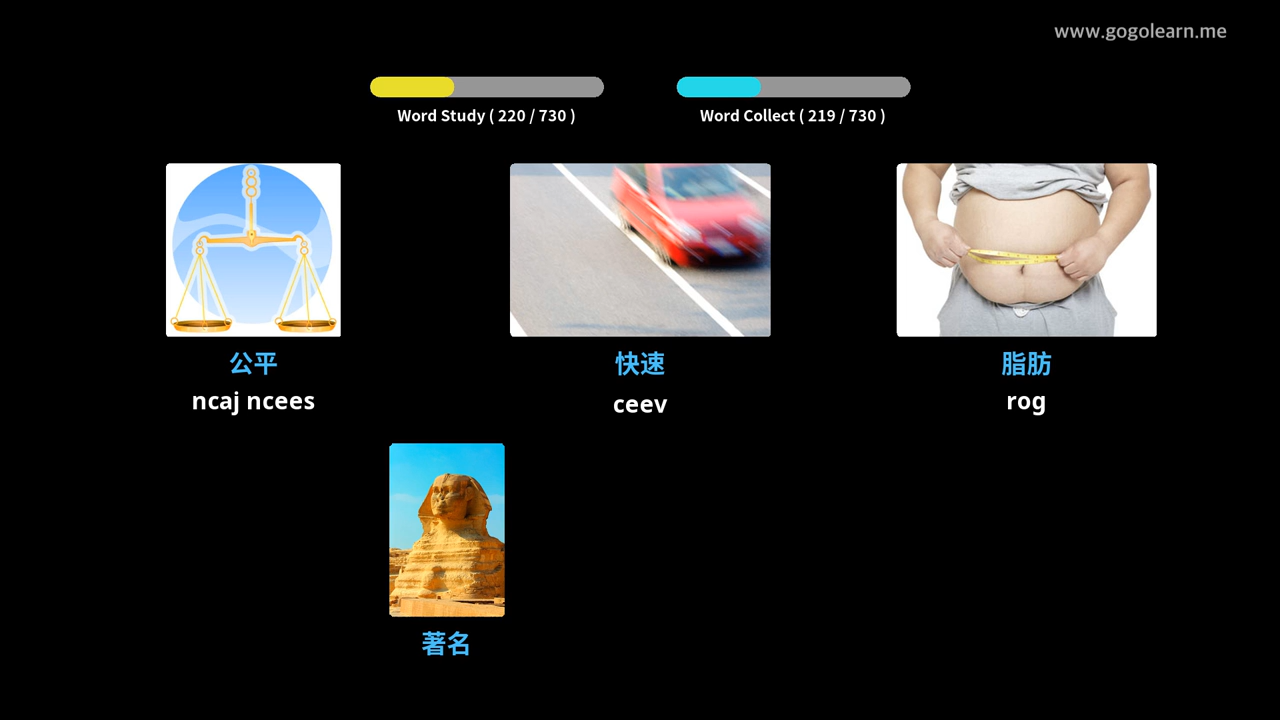 www.gogolearn.me
Word Study ( 220 / 730 )
Word Collect ( 219 / 730 )
公平
ncaj ncees
快速
ceev
脂肪
rog
著名